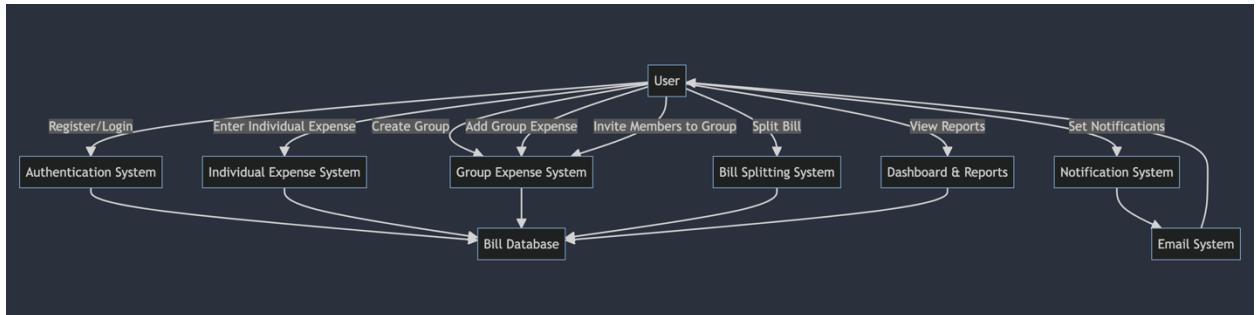 User
Register/Login
Enter Individual Expense
Create Group
Add Group Expense
Invite Members to Group
Split Bill
View Reports
Set Notifications
Authentication System
Individual Expense System
Group Expense System
Bill Splitting System
Dashboard & Reports
Notification System
Bill Database
Email System